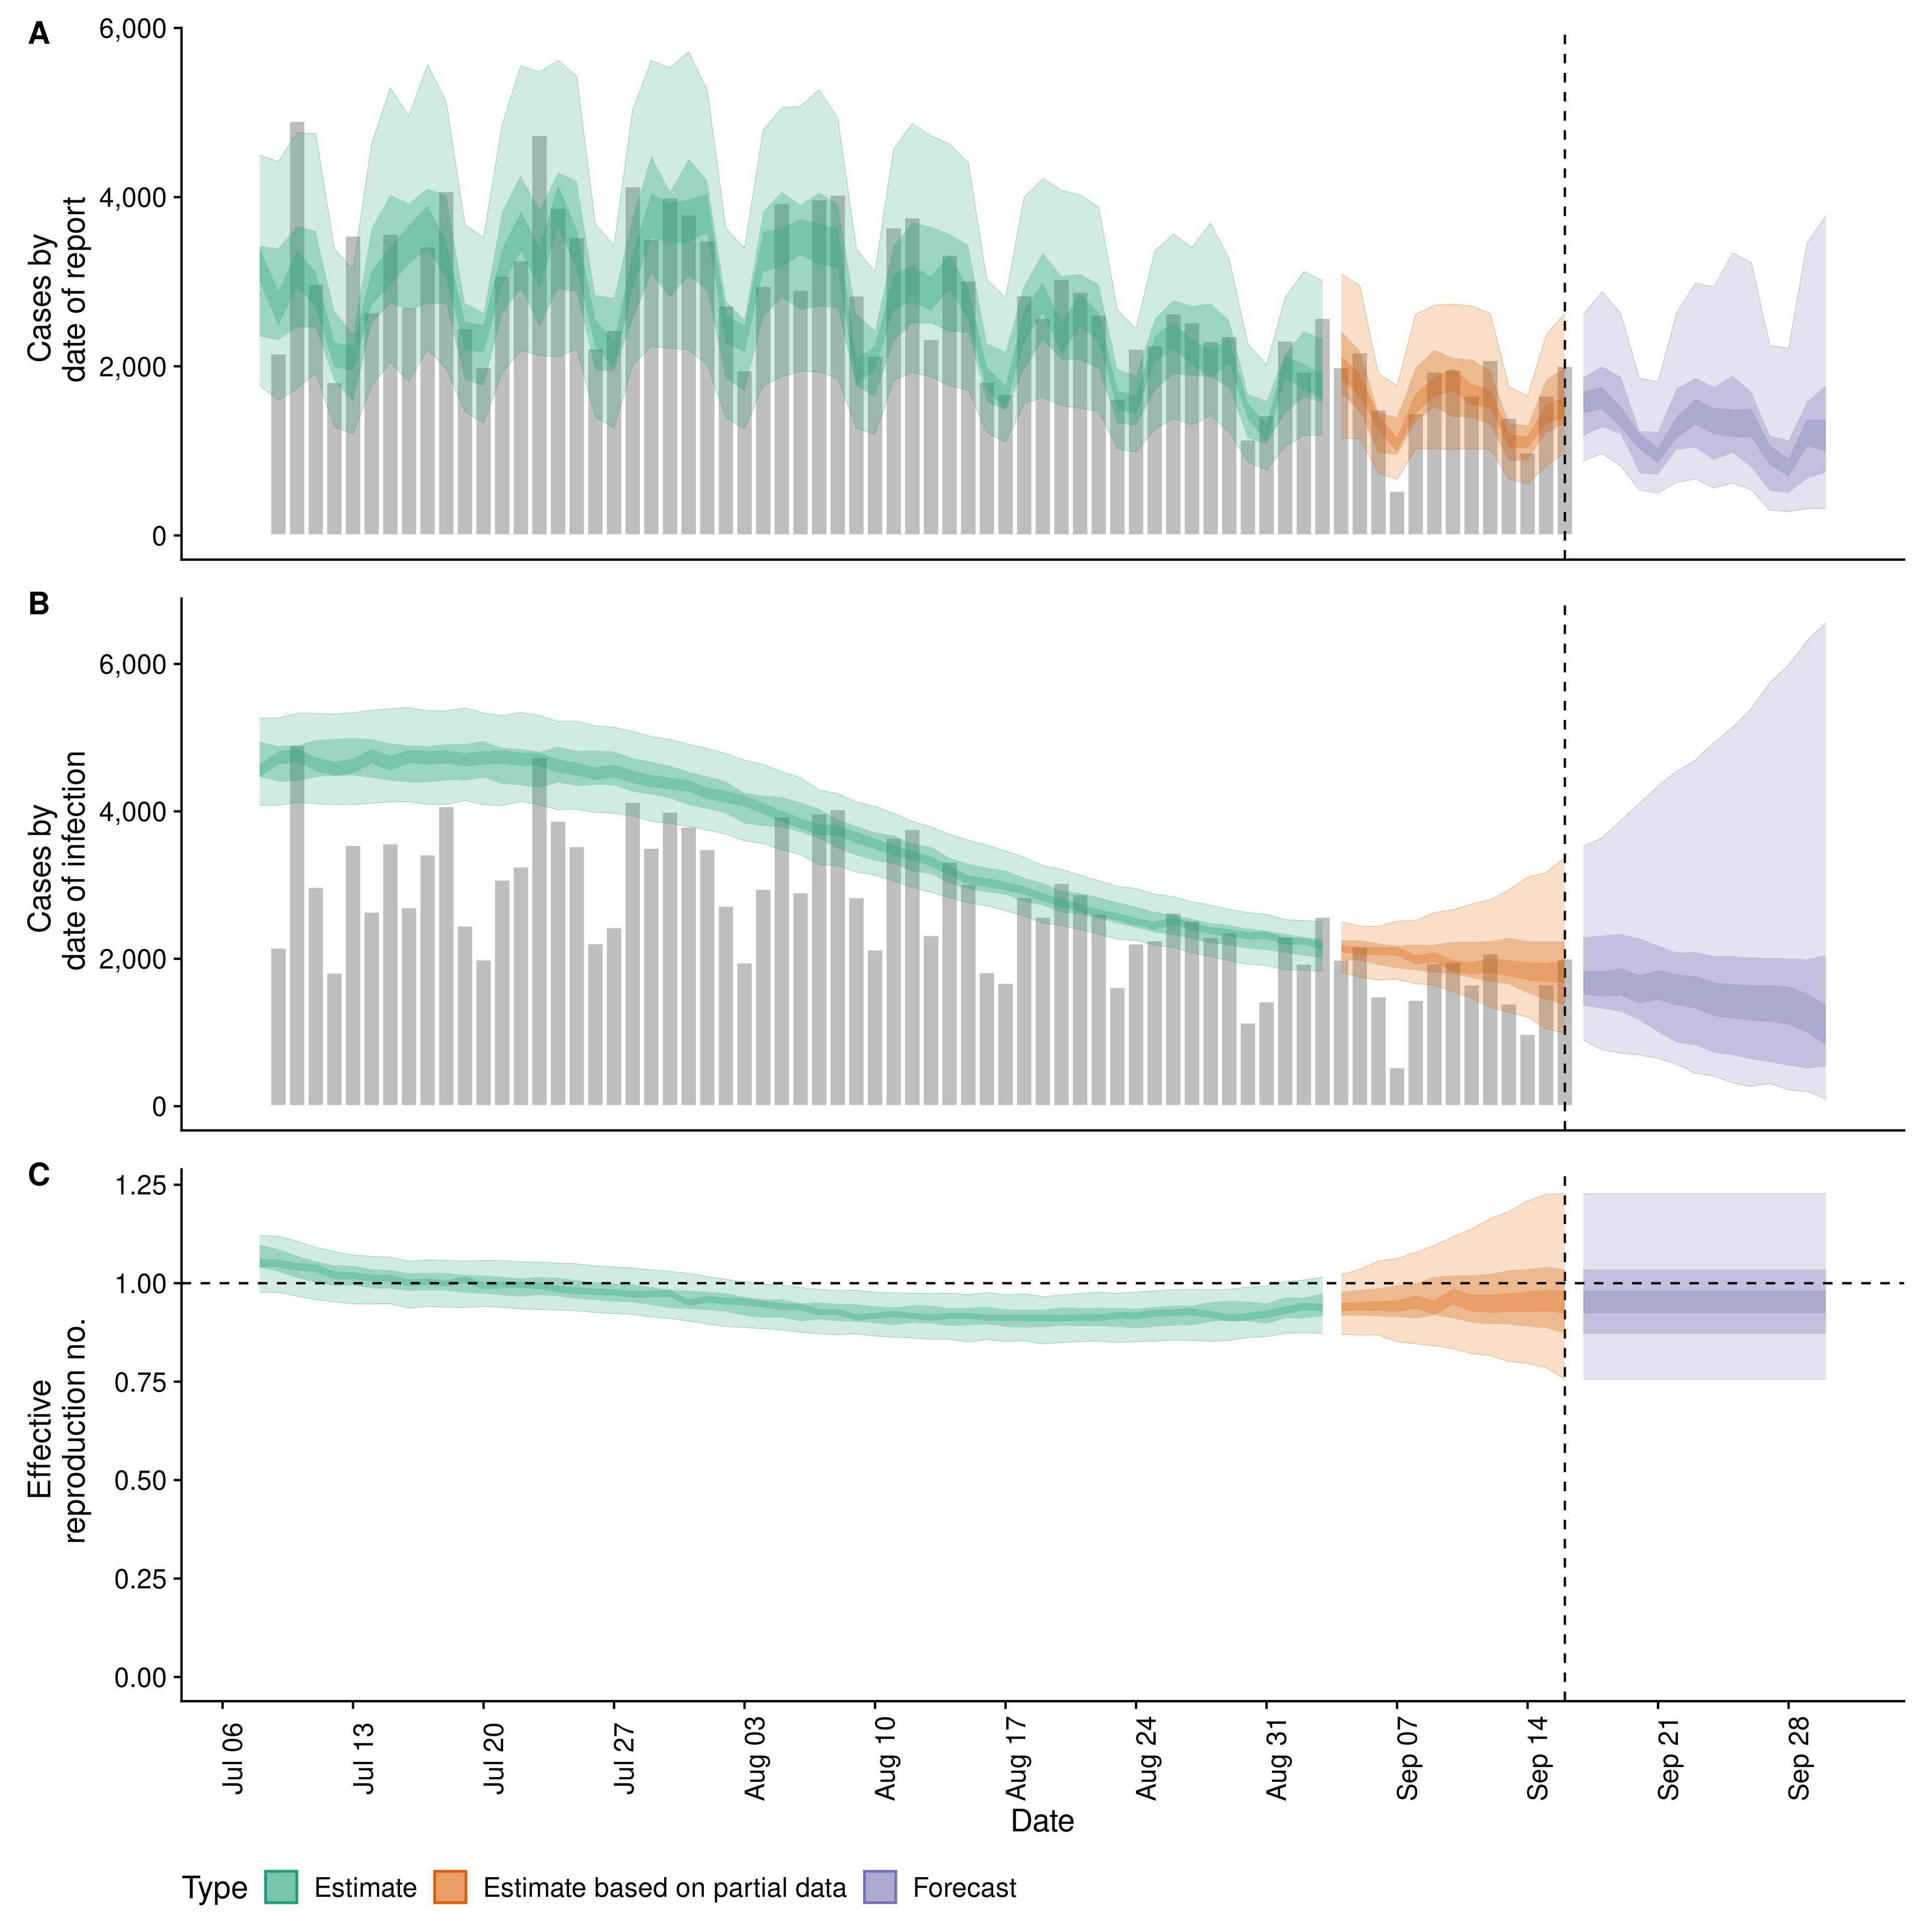 A
6,000
4,000
2,000
0
Cases by
date of report
B
6,000
4,000
2,000
0
Cases by
date of infection
C
1.25
1.00
0.75
0.50
0.25
0.00
Effective
reproduction no.
Jul 06
Jul 13
Jul 20
Jul 27
Aug 03
Aug 10
Aug 17
Aug 24
Aug 31
Sep 07
Sep 14
Sep 21
Sep 28
Date
Type Estimate Estimate based on partial data Forecast